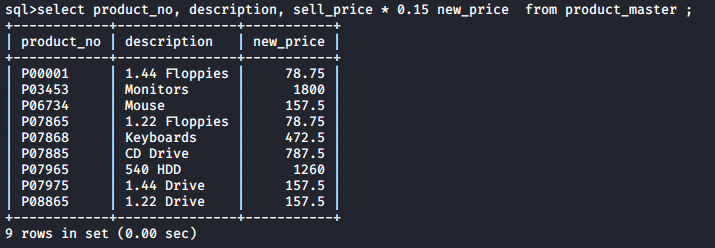 sql>select product_no, description, sell_price * 0.15 new_price  from product_master ;
+------------+---------------+-----------+
| product_no | description   | new_price |
+------------+---------------+-----------+
| P00001     | 1.44 Floppies |     78.75 |
| P03453     | Monitors      |      1800 |
| P06734     | Mouse         |     157.5 |
| P07865     | 1.22 Floppies |     78.75 |
| P07868     | Keyboards     |     472.5 |
| P07885     | CD Drive      |     787.5 |
| P07965     | 540 HDD       |      1260 |
| P07975     | 1.44 Drive    |     157.5 |
| P08865     | 1.22 Drive    |     157.5 |
+------------+---------------+-----------+
9 rows in set (0.00 sec)